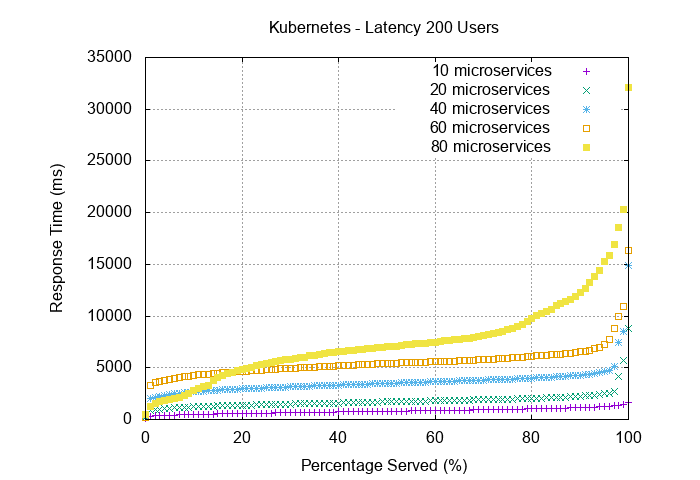 Kubernetes - Latency 200 Users
35000
30000
25000
20000
15000
10000
5000
0
Response Time (ms)
10 microservices
20 microservices
40 microservices
60 microservices
80 microservices
0 20 40 60 80 100
Percentage Served (%)